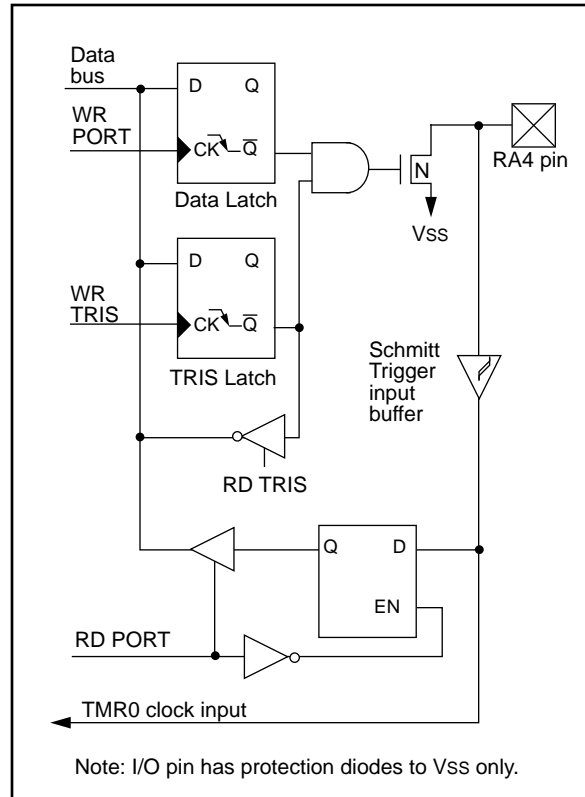 Data
bus
D Q
WR
PORT
CK Q
N
RA4 pin
Data Latch
VSS
D Q
WR
TRIS
CK Q
Schmitt
Trigger
input
buffer
TRIS Latch
RD TRIS
Q D
EN
RD PORT
TMR0 clock input
Note: I/O pin has protection diodes to VSS only.